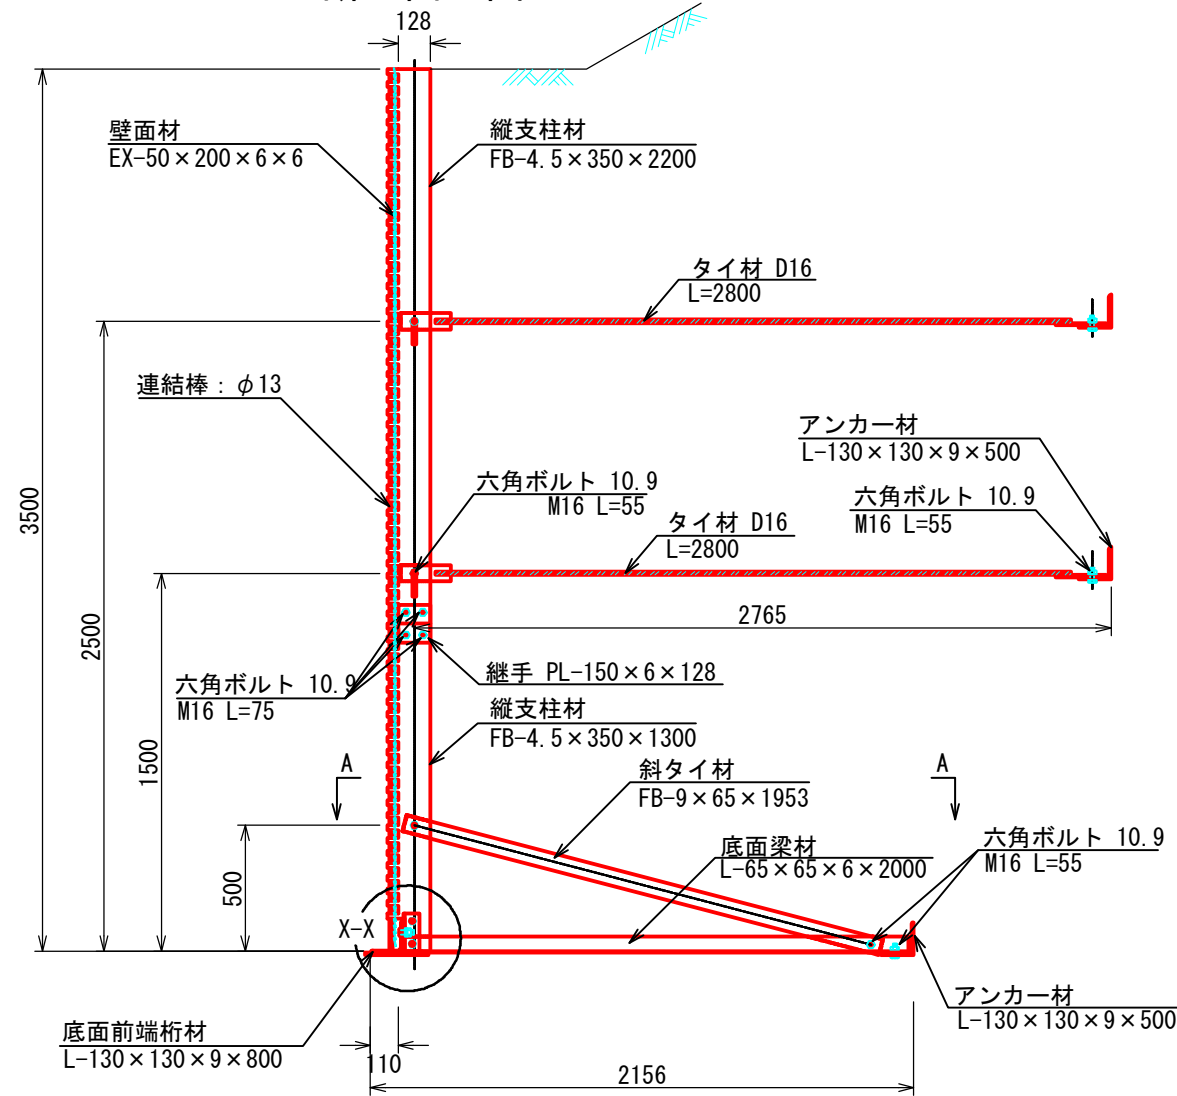 128
壁面材
EX-50×200×6×6
縦支柱材
FB-4.5×350×2200
タイ材 D16
L=2800
連結棒：φ13
アンカー材
L-130×130×9×500
六角ボルト 10.9
M16 L=55
六角ボルト 10.9
M16 L=55
タイ材 D16
L=2800
3500
2500
2765
継手 PL-150×6×128
六角ボルト 10.9
M16 L=75
縦支柱材
FB-4.5×350×1300
1500
A
A
斜タイ材
FB-9×65×1953
六角ボルト 10.9
M16 L=55
底面梁材
L-65×65×6×2000
500
X-X
アンカー材
L-130×130×9×500
底面前端桁材
L-130×130×9×800
110
2156